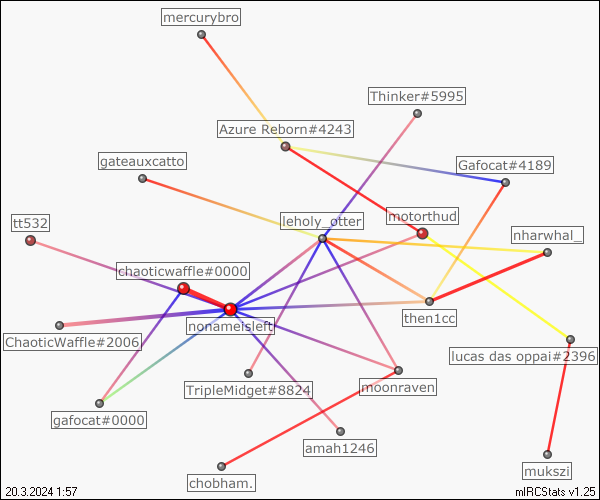 mercurybro
Thinker#5995
Azure Reborn#4243
gateauxcatto
Gafocat#4189
leholy_otter
motorthud
tt532
nharwhal_
chaoticwaffle#0000
nonameisleft
then1cc
ChaoticWaffle#2006
lucas das oppai#2396
TripleMidget#8824
moonraven
gafocat#0000
amah1246
mukszi
chobham.
20.3.2024 1:57
mIRCStats v1.25